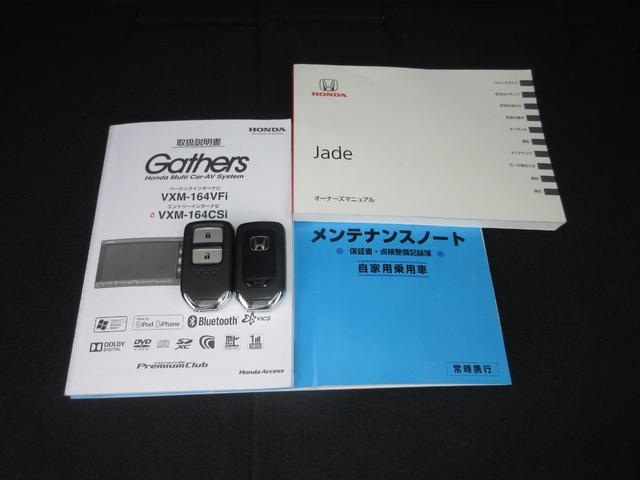 HONDA
Jade
オーナーズマニュアル
取扱説明書
HONDA
Gathers
Honda Multi Car-AV System
ベーシックインターナビ
VXM-164VFi
エントリーインターナビ
VXM-164CSi
iPod iPhone
Bluetooth
VICS
DOLBY
DIGITAL
DVD
VIDEO
SD
XC
PremiumClub
Honda Access
メンテナンスノート
保証書・点検整備記録簿
自家用乗用車
常時携行